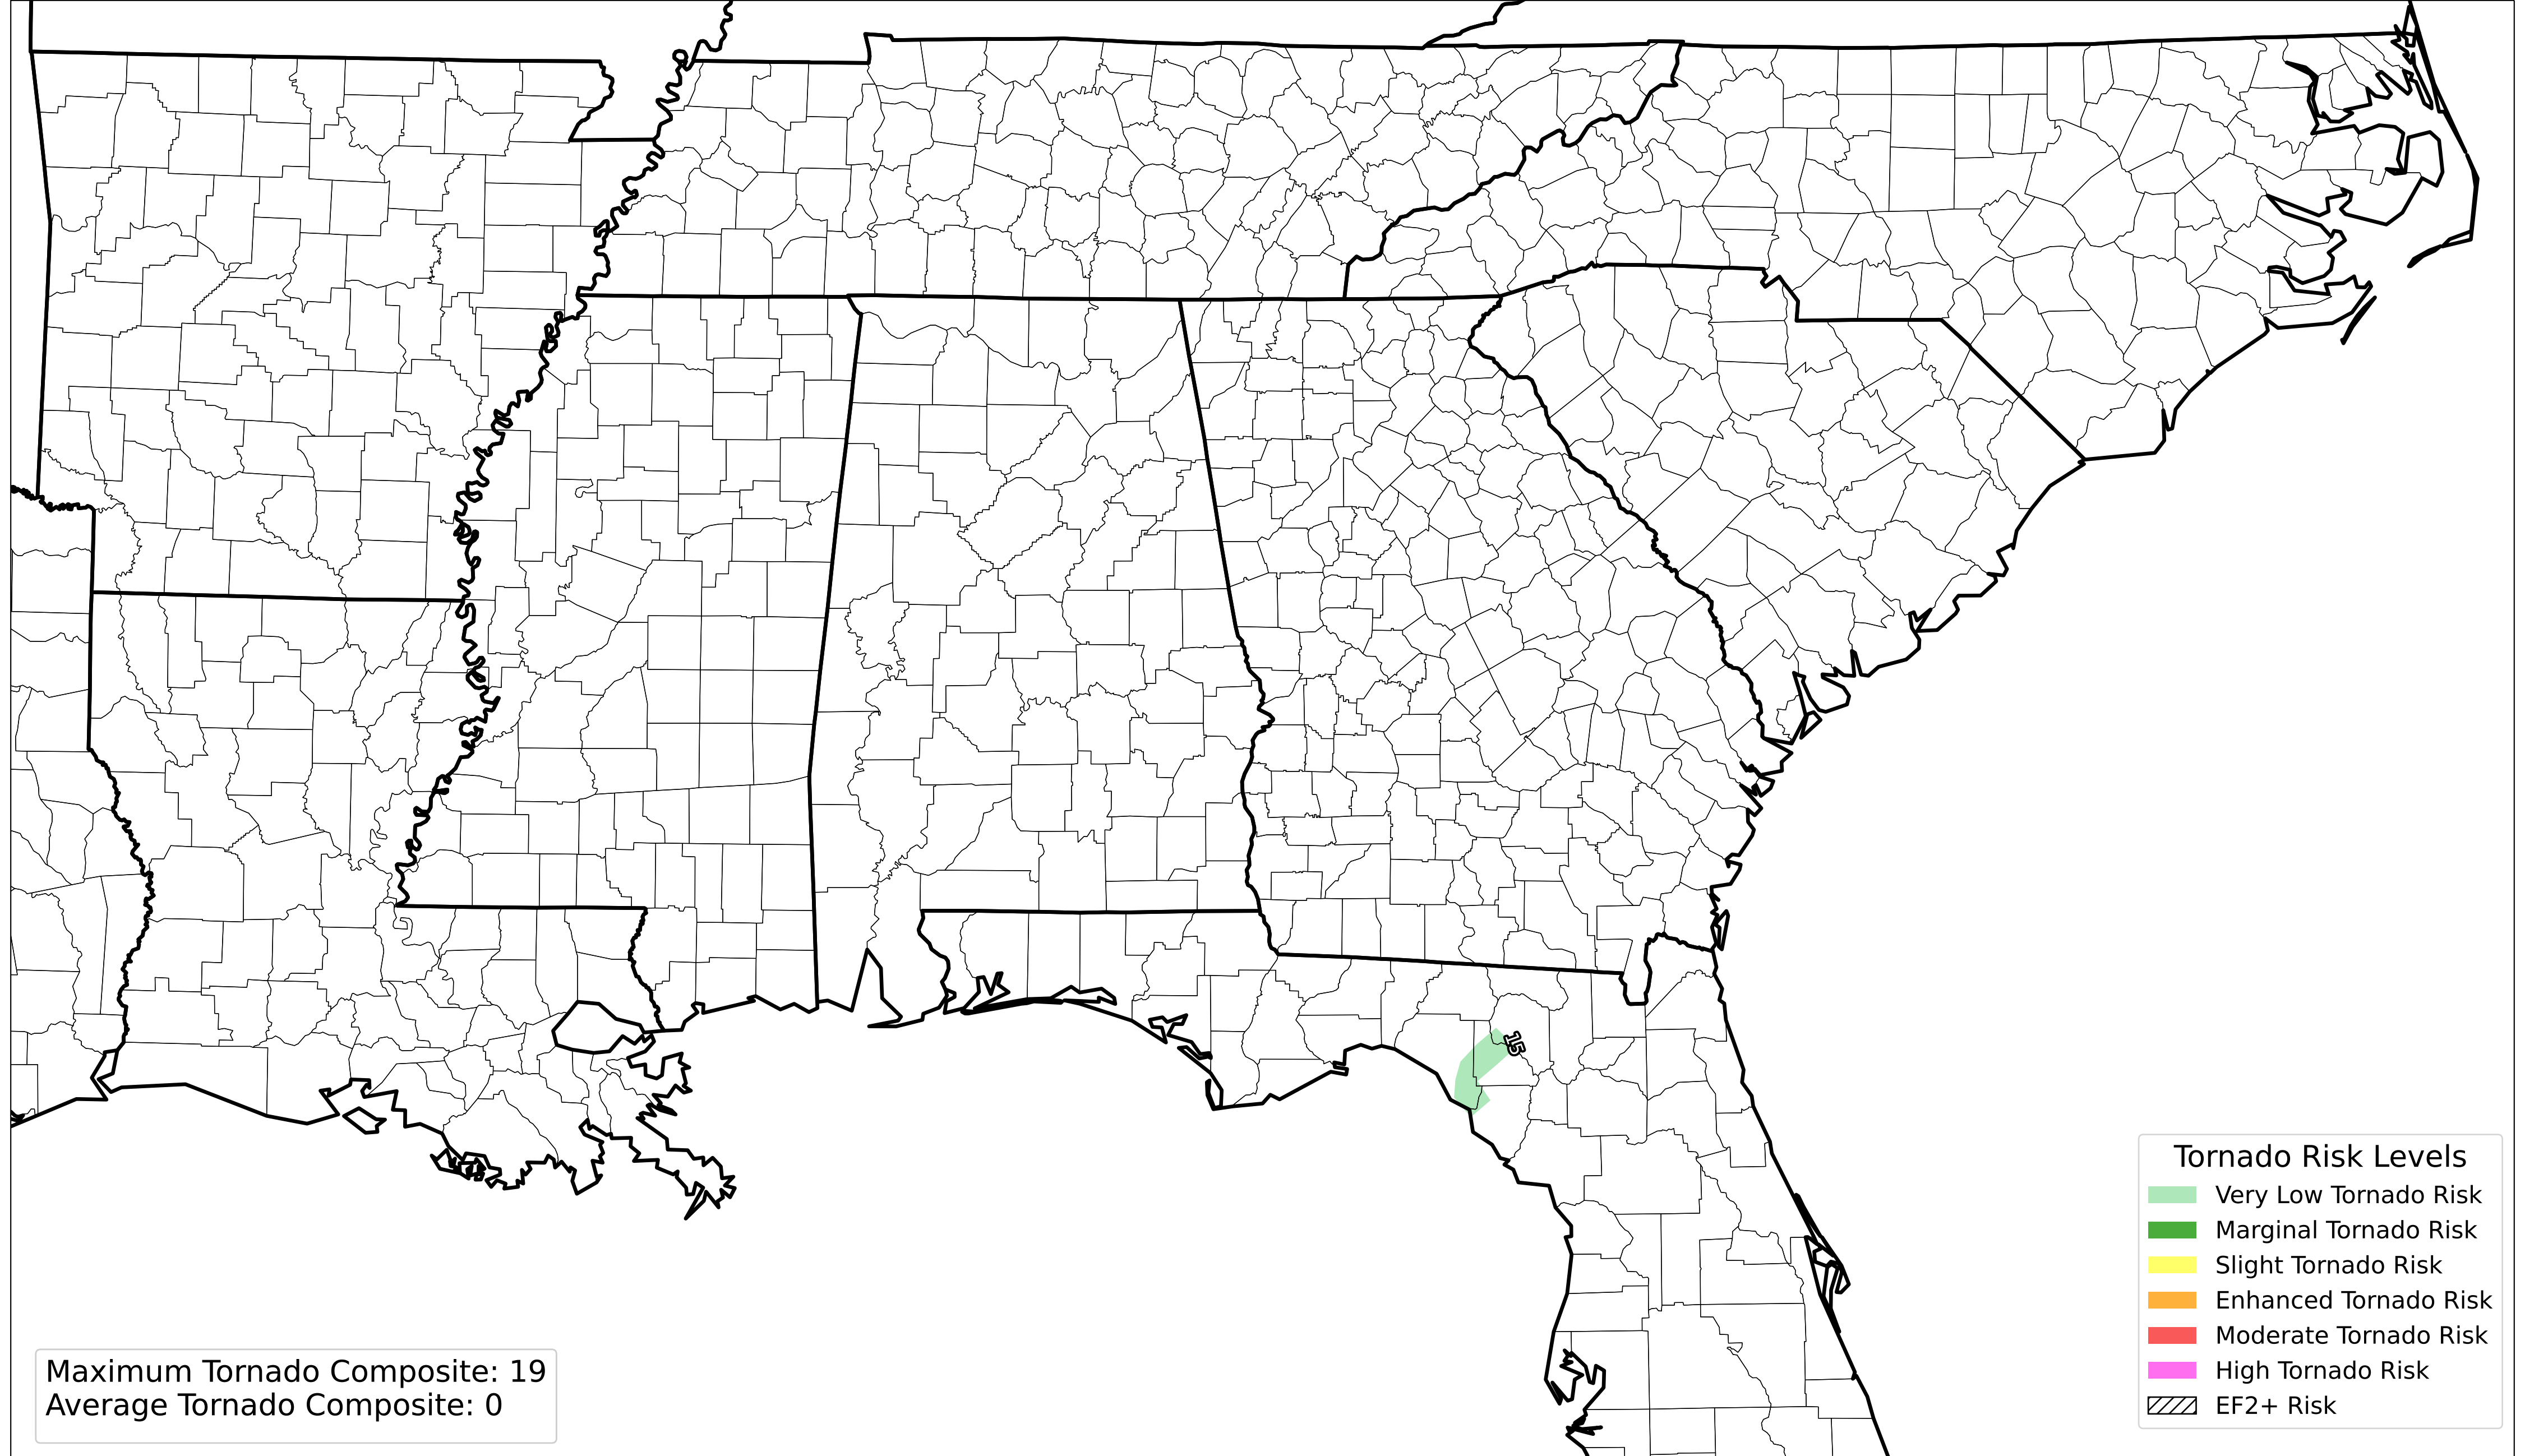 15
Tornado Risk Levels
Very Low Tornado Risk
Marginal Tornado Risk
Slight Tornado Risk
Enhanced Tornado Risk
Moderate Tornado Risk
High Tornado Risk
EF2+ Risk
Maximum Tornado Composite: 19
Average Tornado Composite: 0